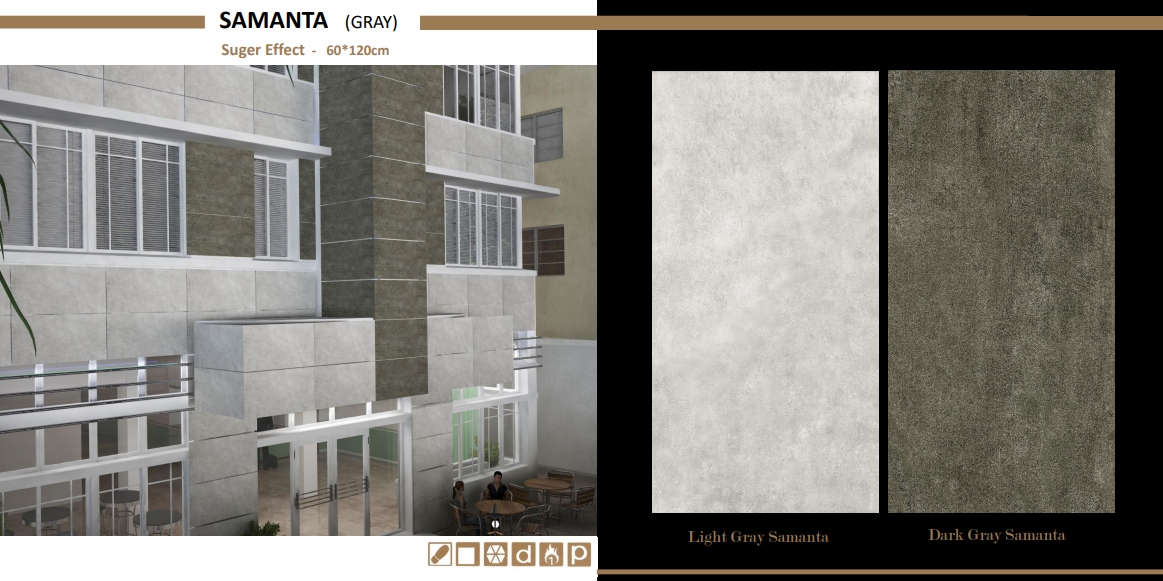 SAMANTA (GRAY)
Suger Effect - 60*120cm
d
p
Light Gray Samanta
Dark Gray Samanta